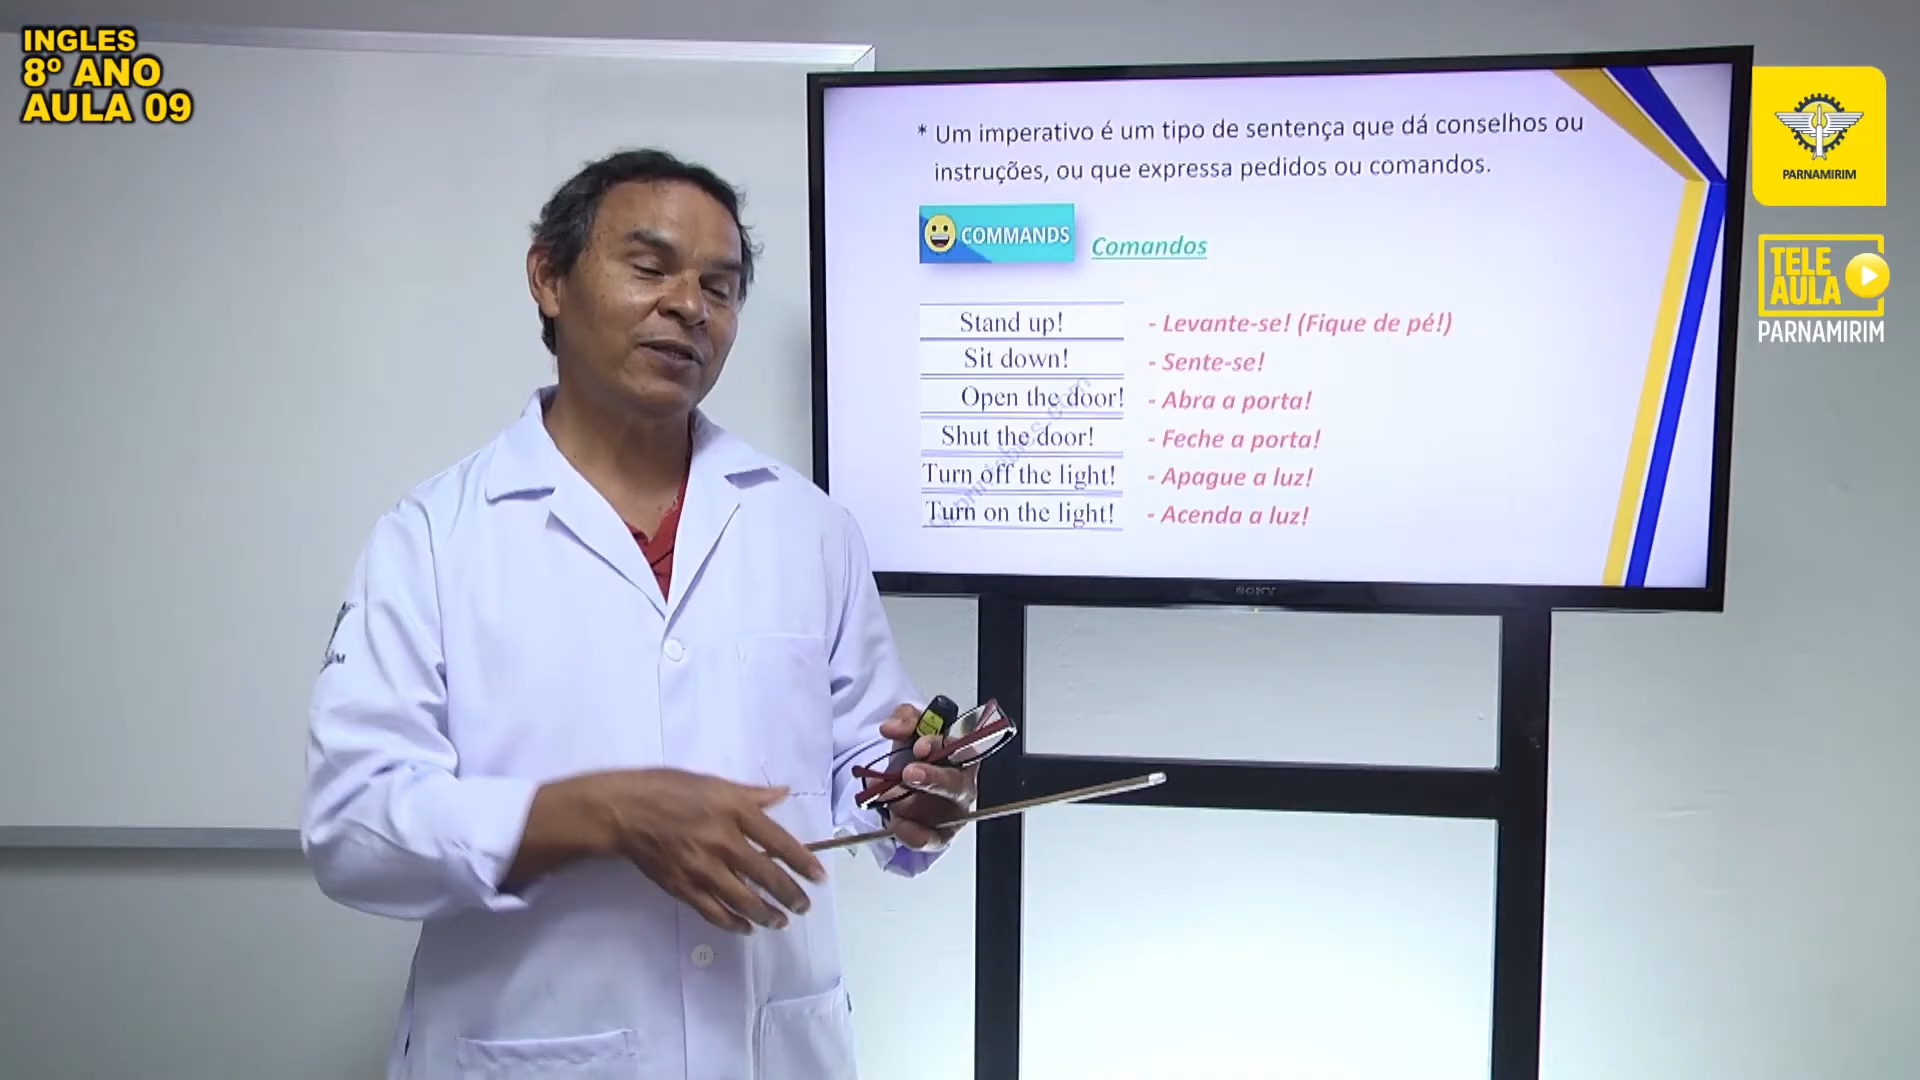 INGLES
8º ANO
AULA 09
* Um imperativo é um tipo de sentença que dá conselhos ou
instruções, ou que expressa pedidos ou comandos.
COMMANDS
Comandos
Stand up! - Levante-se! (Fique de pé!)
Sit down! - Sente-se!
Open the door! - Abra a porta!
Shut the door! - Feche a porta!
Turn off the light! - Apague a luz!
Turn on the light! - Acenda a luz!
SONY
PARNAMIRIM
TELE
AULA
PARNAMIRIM